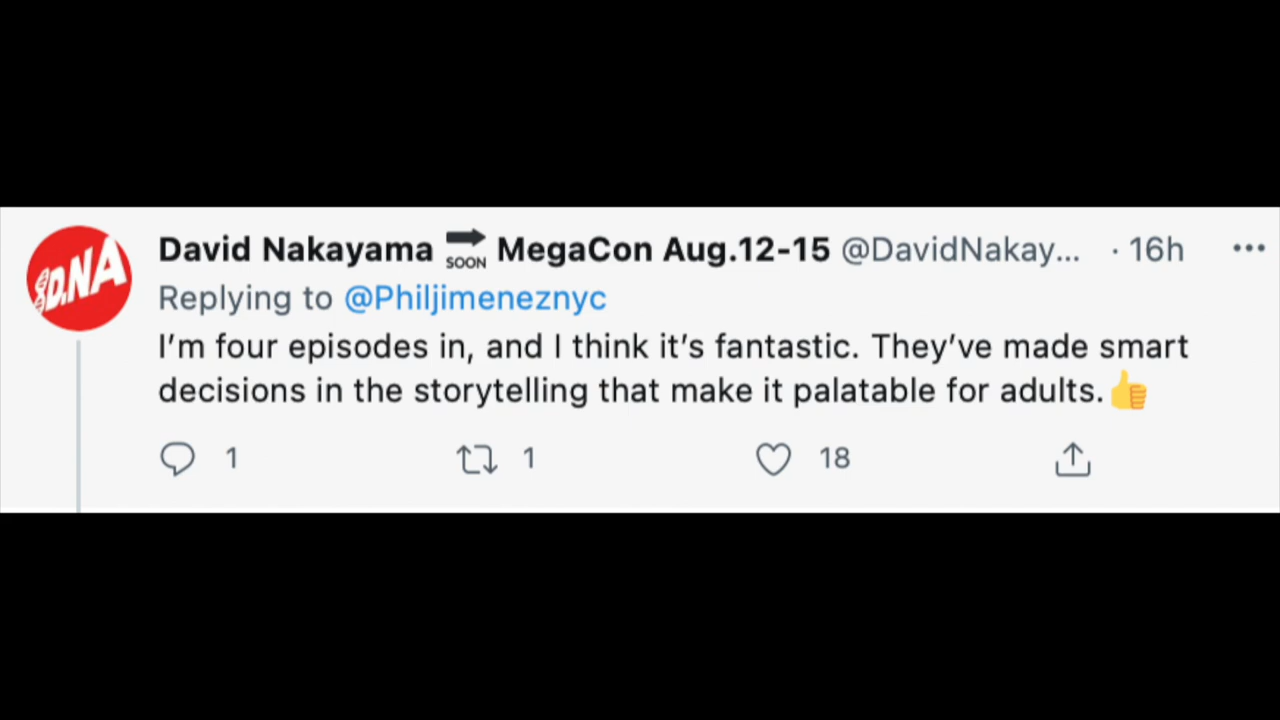 D.NA
David Nakayama SOON MegaCon Aug.12-15 @DavidNakay... · 16h
Replying to @Philjimeneznyc
I’m four episodes in, and I think it’s fantastic. They’ve made smart
decisions in the storytelling that make it palatable for adults.👍
1 1 18